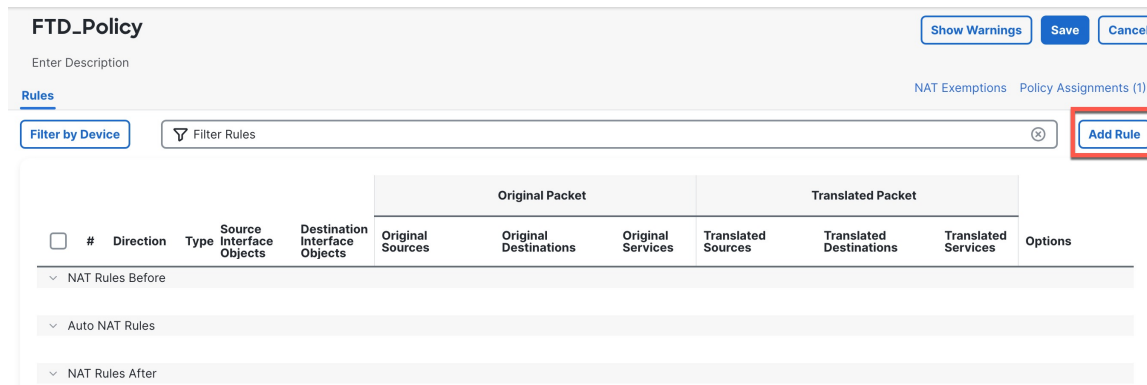 FTD_Policy
Show Warnings Save Cancel
Enter Description
NAT Exemptions Policy Assignments (1)
Rules
Filter by Device Filter Rules Add Rule
Original Packet Translated Packet
# Direction Type Source Interface Objects Destination Interface Objects Original Sources Original Destinations Original Services Translated Sources Translated Destinations Translated Services Options
NAT Rules Before
Auto NAT Rules
NAT Rules After